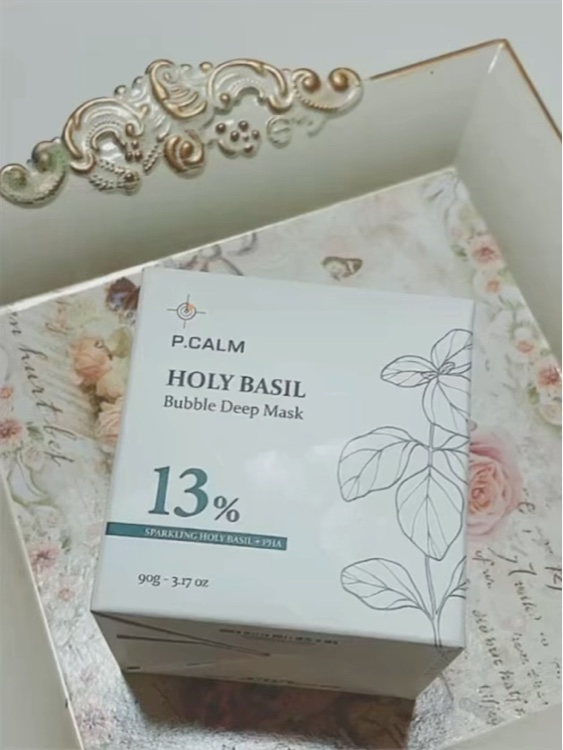 P.CALM
HOLY BASIL
Bubble Deep Mask
13%
SPARKLING HOLY BASIL + PHA
90g - 3.17 oz